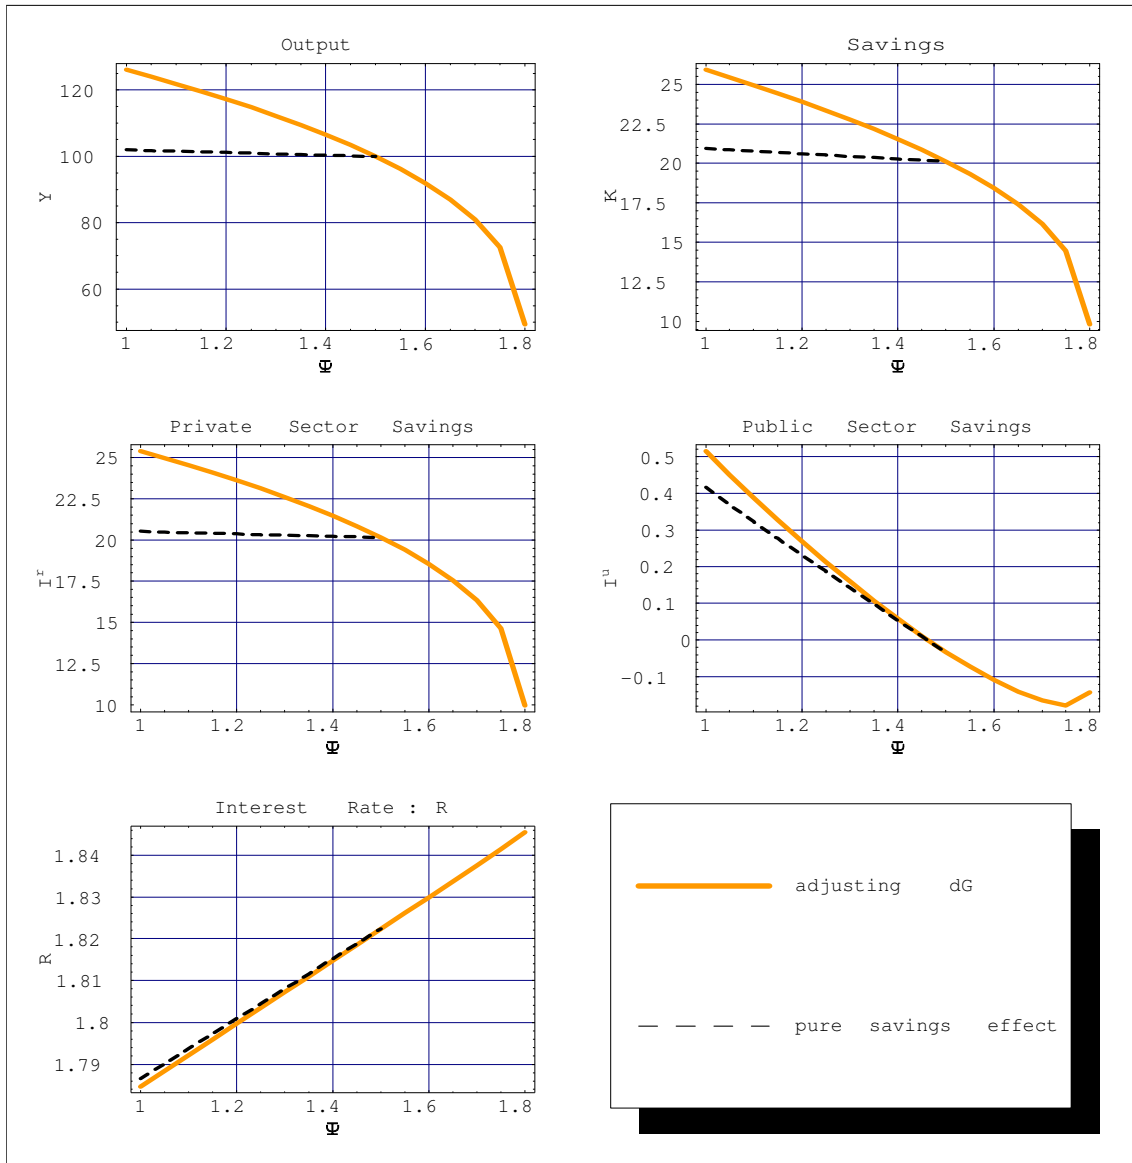 Output
Y
120
100
80
60
1 1.2 1.4 1.6 1.8
Ψ
Savings
K
25
22.5
20
17.5
15
12.5
10
1 1.2 1.4 1.6 1.8
Ψ
Private Sector Savings
I^r
25
22.5
20
17.5
15
12.5
10
1 1.2 1.4 1.6 1.8
Ψ
Public Sector Savings
I^u
0.5
0.4
0.3
0.2
0.1
0
-0.1
1 1.2 1.4 1.6 1.8
Ψ
Interest Rate : R
R
1.84
1.83
1.82
1.81
1.8
1.79
1 1.2 1.4 1.6 1.8
Ψ
adjusting dG
pure savings effect